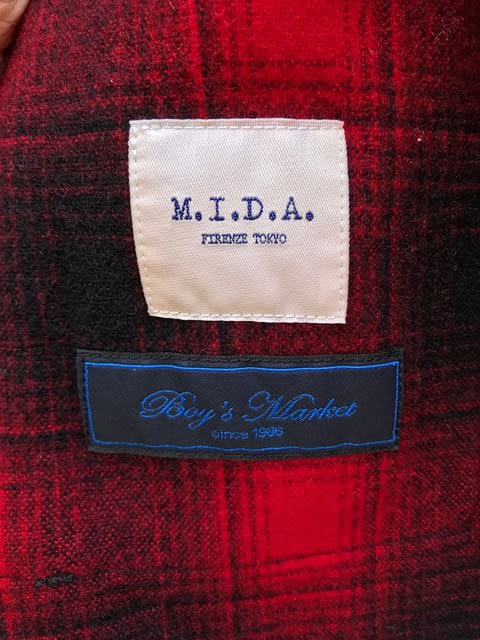 M.I.D.A.
FIRENZE TOKYO
Boy's Market
since 1986